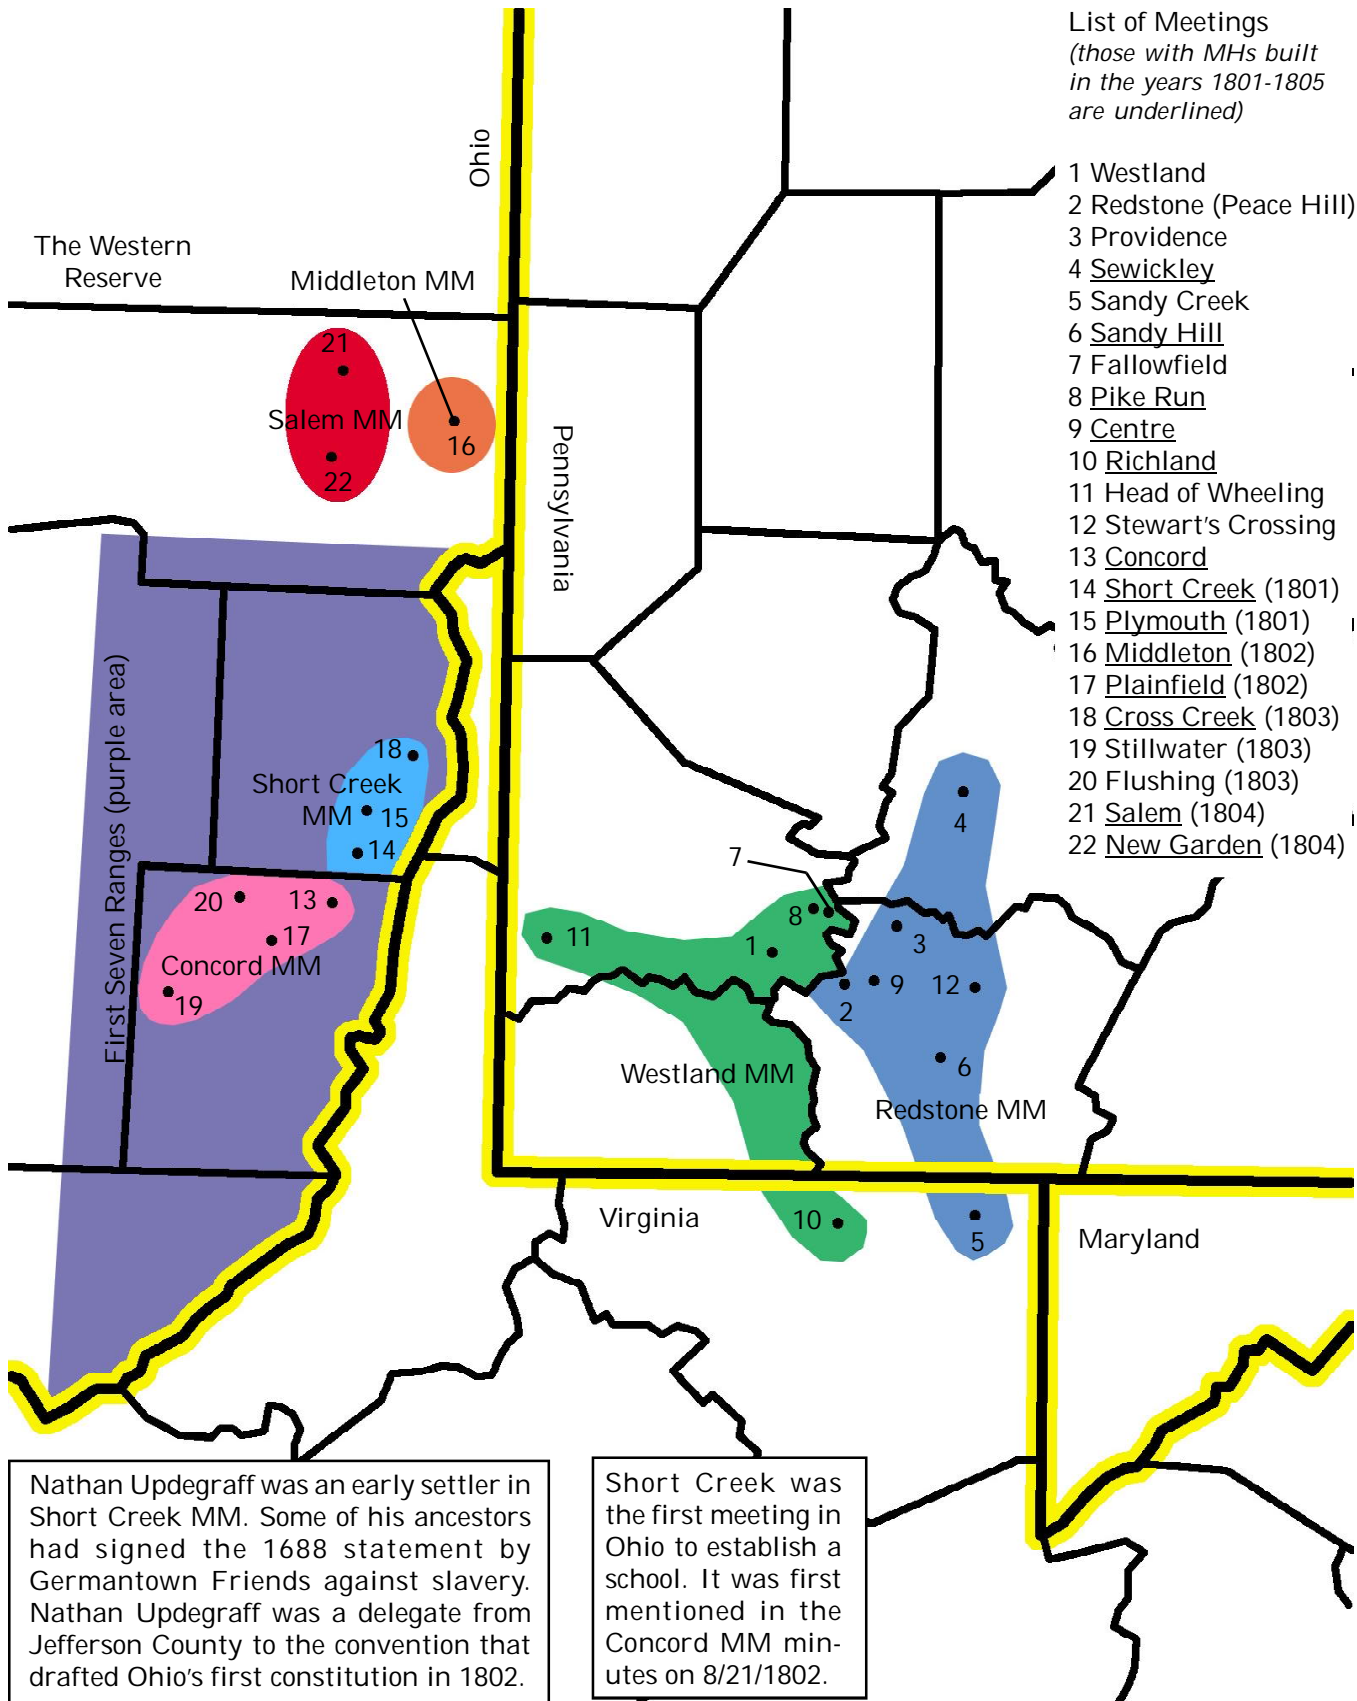 List of Meetings
(those with MHs built
in the years 1801-1805
are underlined)
1 Westland
2 Redstone (Peace Hill)
3 Providence
4 Sewickley
5 Sandy Creek
6 Sandy Hill
7 Fallowfield
8 Pike Run
9 Centre
10 Richland
11 Head of Wheeling
12 Stewart's Crossing
13 Concord
14 Short Creek (1801)
15 Plymouth (1801)
16 Middleton (1802)
17 Plainfield (1802)
18 Cross Creek (1803)
19 Stillwater (1803)
20 Flushing (1803)
21 Salem (1804)
22 New Garden (1804)
Ohio
Pennsylvania
The Western
Reserve
Middleton MM
21
Salem MM
22
16
First Seven Ranges (purple area)
18
Short Creek
MM
15
14
20
13
17
Concord MM
19
4
7
8
11
1
3
2
9
12
6
Westland MM
Redstone MM
Virginia
10
5
Maryland
Nathan Updegraff was an early settler in
Short Creek MM. Some of his ancestors
had signed the 1688 statement by
Germantown Friends against slavery.
Nathan Updegraff was a delegate from
Jefferson County to the convention that
drafted Ohio's first constitution in 1802.
Short Creek was
the first meeting in
Ohio to establish a
school. It was first
mentioned in the
Concord MM min-
utes on 8/21/1802.